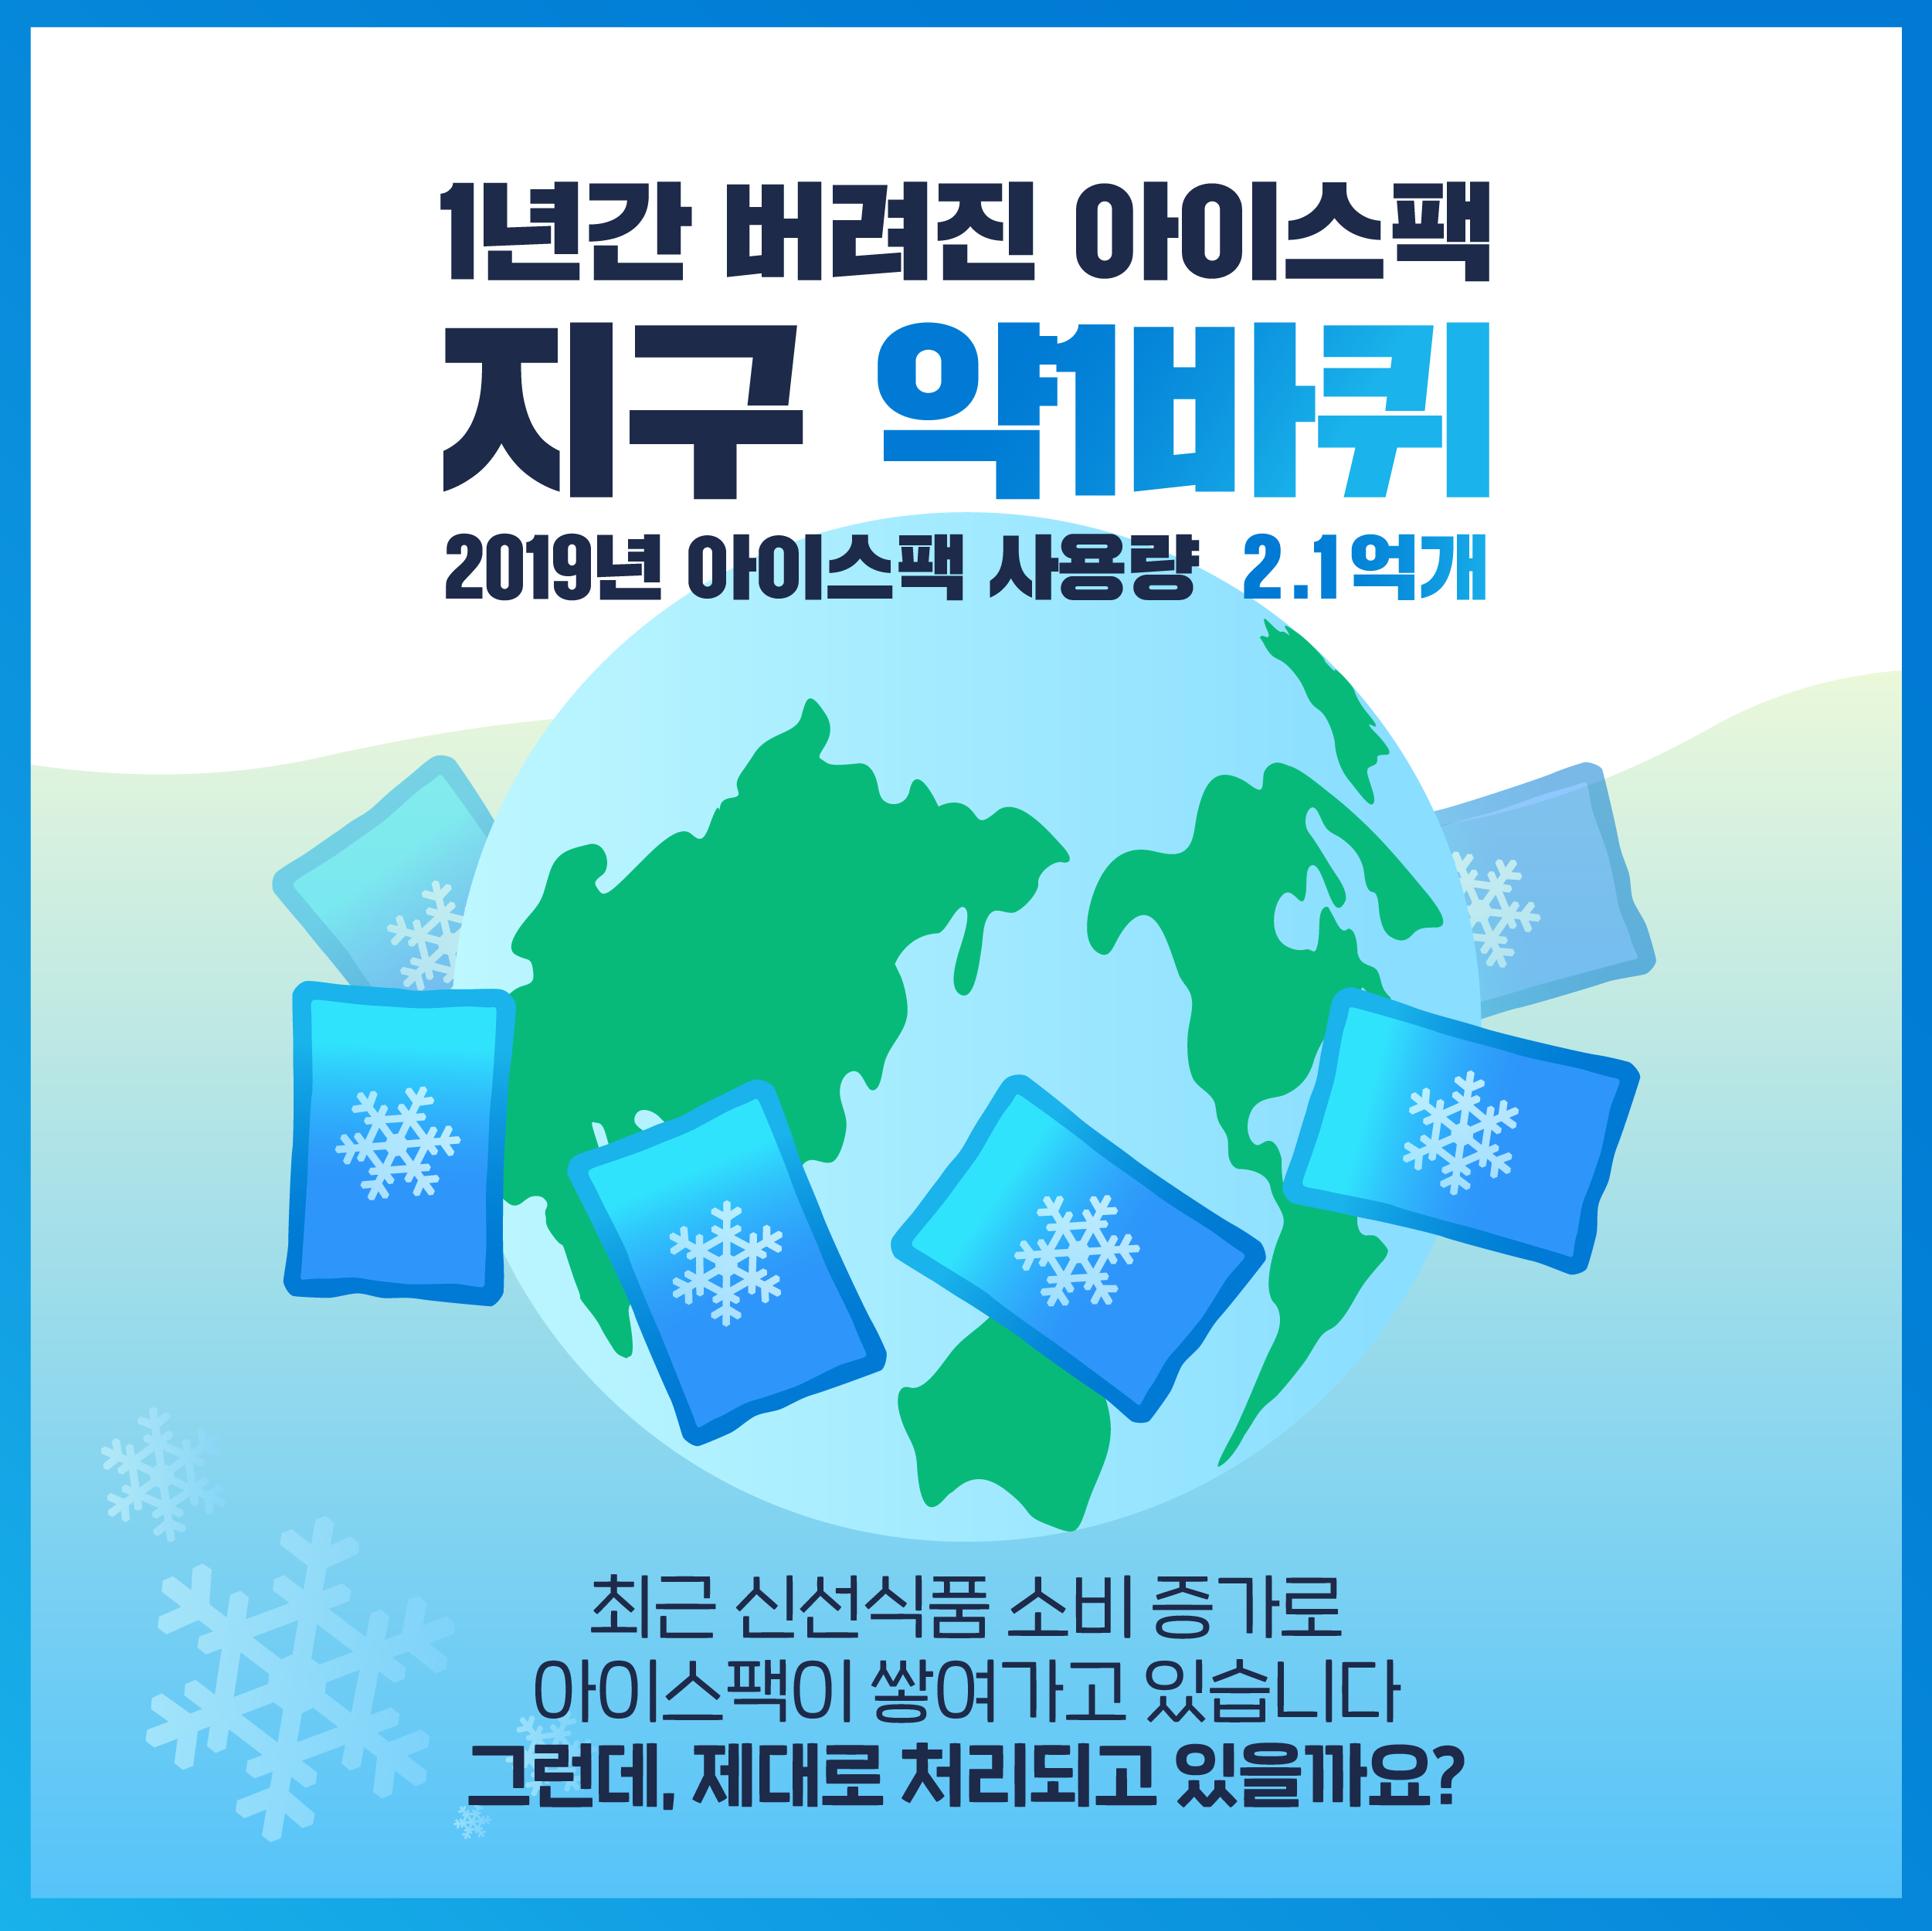 1년간 버려진 아이스팩
지구 약1바퀴
2019년 아이스팩 사용량 2.1억개
최근 신선식품 소비 증가로
아이스팩이 쌓여가고 있습니다
그런데, 제대로 처리되고 있을까요?